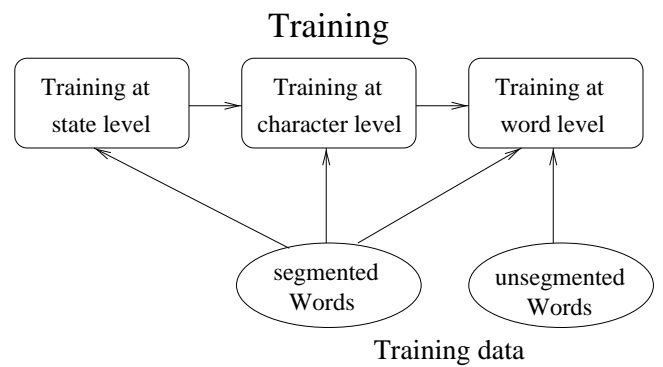 Training
Training at
state level
Training at
character level
Training at
word level
segmented
Words
unsegmented
Words
Training data